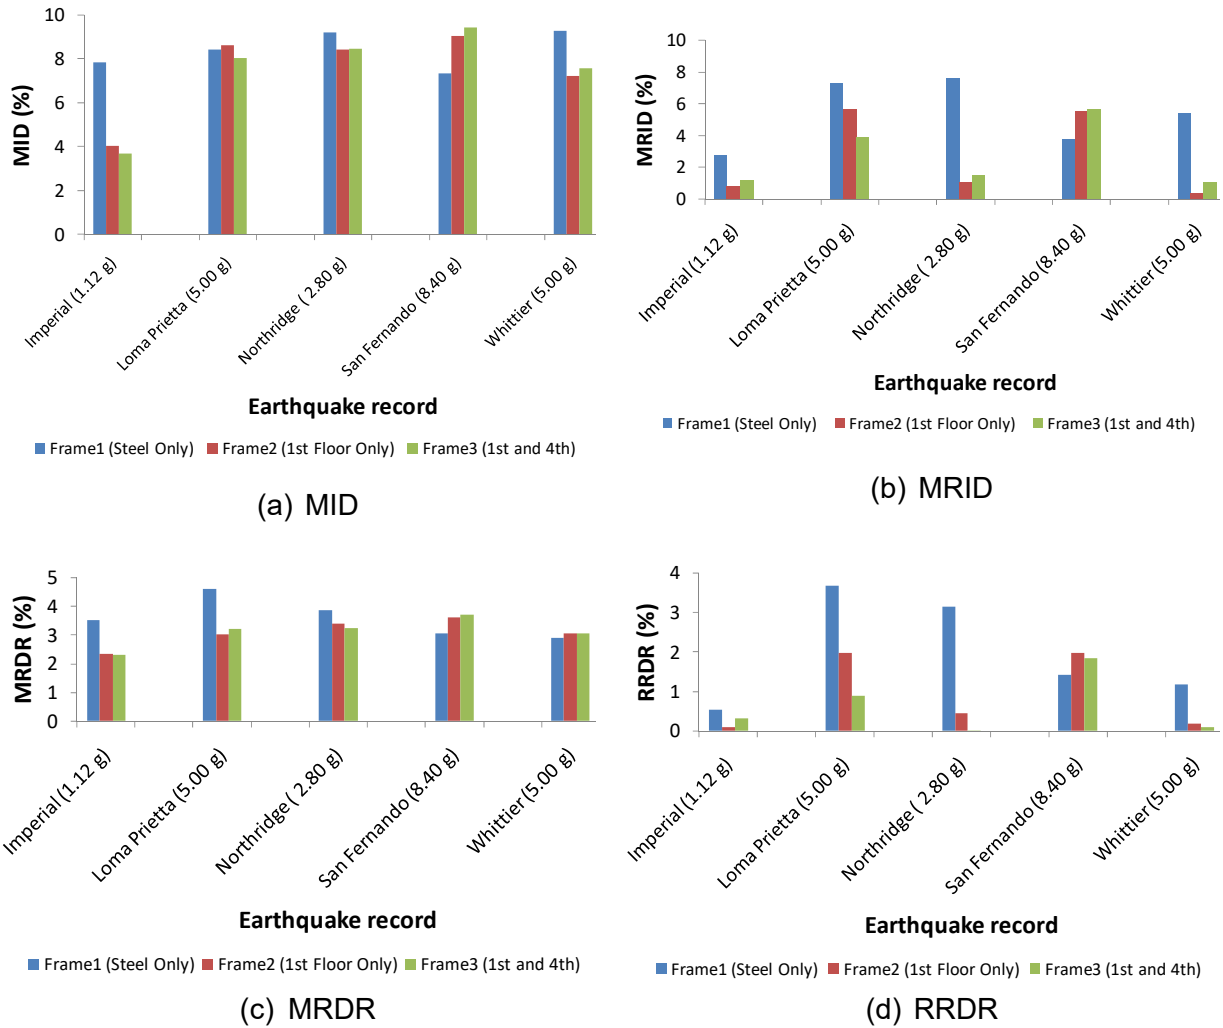 10
8
6
4
2
0
MID (%)
Imperial (1.12 g)
Loma Prietta (5.00 g)
Northridge ( 2.80 g)
San Fernando (8.40 g)
Whittier (5.00 g)
Earthquake record
Frame1 (Steel Only) Frame2 (1st Floor Only) Frame3 (1st and 4th)
(a) MID
10
8
6
4
2
0
MRID (%)
Imperial (1.12 g)
Loma Prietta (5.00 g)
Northridge ( 2.80 g)
San Fernando (8.40 g)
Whittier (5.00 g)
Earthquake record
Frame1 (Steel Only) Frame2 (1st Floor Only) Frame3 (1st and 4th)
(b) MRID
5
4
3
2
1
0
MRDR (%)
Imperial (1.12 g)
Loma Prietta (5.00 g)
Northridge ( 2.80 g)
San Fernando (8.40 g)
Whittier (5.00 g)
Earthquake record
Frame1 (Steel Only) Frame2 (1st Floor Only) Frame3 (1st and 4th)
(c) MRDR
4
3
2
1
0
RRDR (%)
Imperial (1.12 g)
Loma Prietta (5.00 g)
Northridge ( 2.80 g)
San Fernando (8.40 g)
Whittier (5.00 g)
Earthquake record
Frame1 (Steel Only) Frame2 (1st Floor Only) Frame3 (1st and 4th)
(d) RRDR